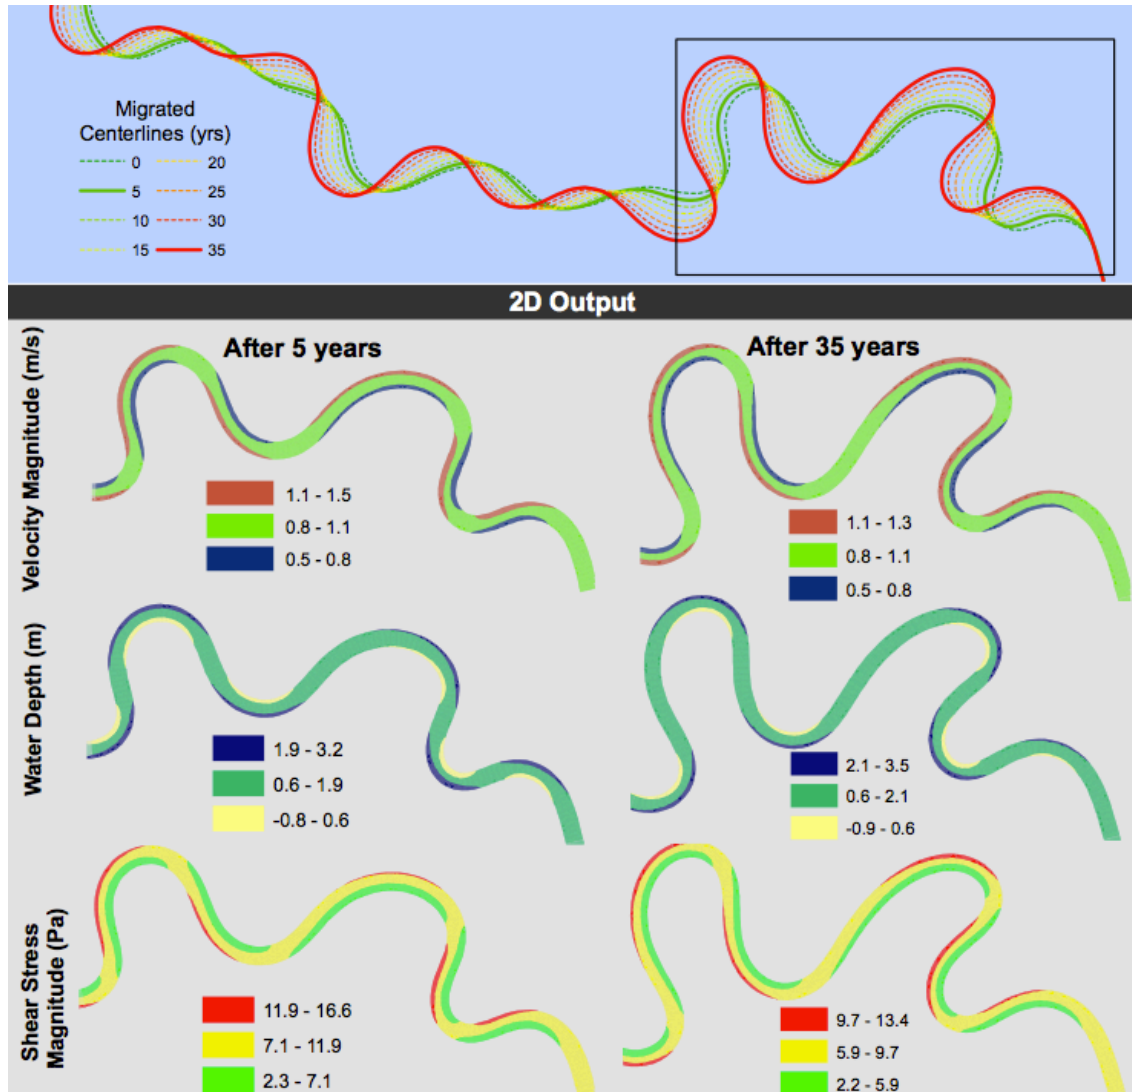 Migrated
Centerlines (yrs)
0 20
5 25
10 30
15 35
2D Output
Velocity Magnitude (m/s)
After 5 years
After 35 years
1.1 - 1.5
0.8 - 1.1
0.5 - 0.8
1.1 - 1.3
0.8 - 1.1
0.5 - 0.8
Water Depth (m)
1.9 - 3.2
0.6 - 1.9
-0.8 - 0.6
2.1 - 3.5
0.6 - 2.1
-0.9 - 0.6
Shear Stress
Magnitude (Pa)
11.9 - 16.6
7.1 - 11.9
2.3 - 7.1
9.7 - 13.4
5.9 - 9.7
2.2 - 5.9